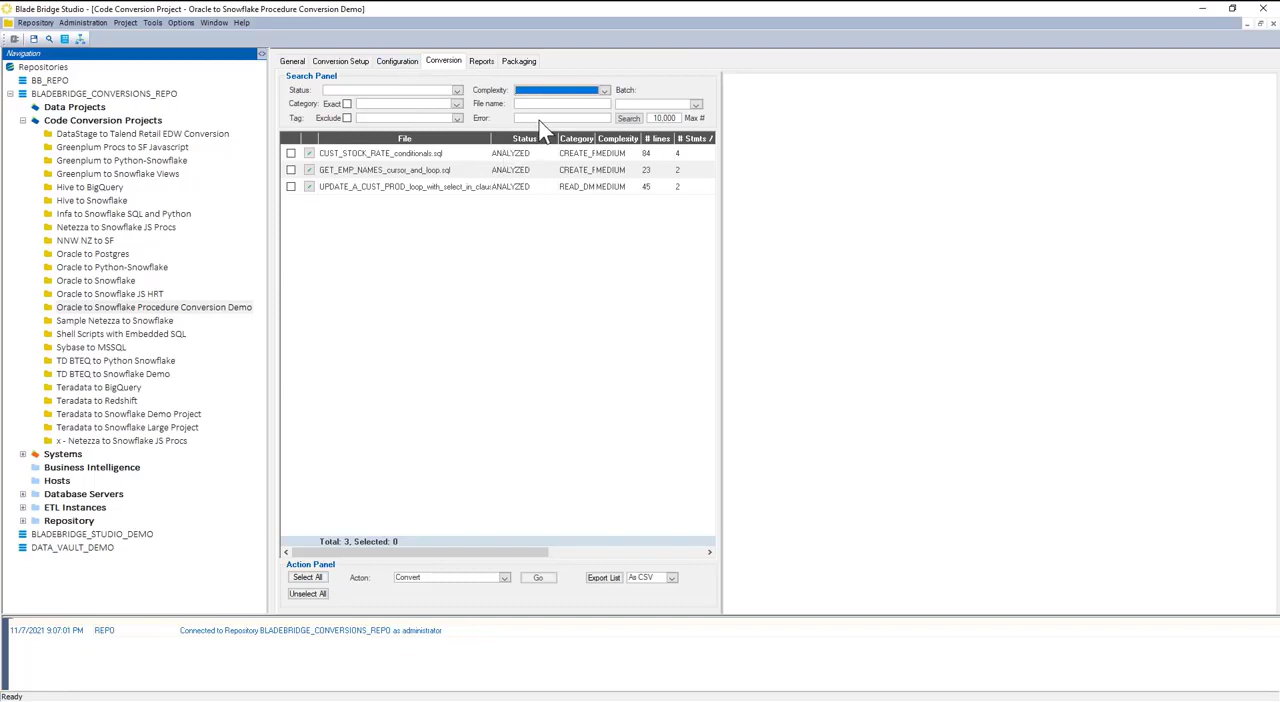 Blade Bridge Studio - [Code Conversion Project - Oracle to Snowflake Procedure Conversion Demo]
Repository Administration Project Tools Options Window Help
Navigation
Repositories
BB_REPO
BLADEBRIDGE_CONVERSIONS_REPO
Data Projects
Code Conversion Projects
DataStage to Talend Retail EDW Conversion
Greenplum Procs to SF Javascript
Greenplum to Python-Snowflake
Greenplum to Snowflake Views
Hive to BigQuery
Hive to Snowflake
Infa to Snowflake SQL and Python
Netezza to Snowflake JS Procs
NNW NZ to SF
Oracle to Postgres
Oracle to Python-Snowflake
Oracle to Snowflake
Oracle to Snowflake JS HRT
Oracle to Snowflake Procedure Conversion Demo
Sample Netezza to Snowflake
Shell Scripts with Embedded SQL
Sybase to MSSQL
TD BTEQ to Python Snowflake
TD BTEQ to Snowflake Demo
Teradata to BigQuery
Teradata to Redshift
Teradata to Snowflake Demo Project
Teradata to Snowflake Large Project
x - Netezza to Snowflake JS Procs
Systems
Business Intelligence
Hosts
Database Servers
ETL Instances
Repository
BLADEBRIDGE_STUDIO_DEMO
DATA_VAULT_DEMO
General Conversion Setup Configuration Conversion Reports Packaging
Search Panel
Status: Complexity: Batch:
Category: Exact File name:
Tag: Exclude Error: Search 10,000 Max #
File Status Category Complexity # lines # Stmts /
CUST_STOCK_RATE_conditionals.sql ANALYZED CREATE_F MEDIUM 84 4
GET_EMP_NAMES_cursor_and_loop.sql ANALYZED CREATE_F MEDIUM 23 2
UPDATE_A_CUST_PROD_loop_with_select_in_clau ANALYZED READ_DM MEDIUM 45 2
Total: 3, Selected: 0
Action Panel
Select All Acton: Convert Go Export List As CSV
Unselect All
11/7/2021 9:07:01 PM REPO Connected to Repository BLADEBRIDGE_CONVERSIONS_REPO as administrator
Ready